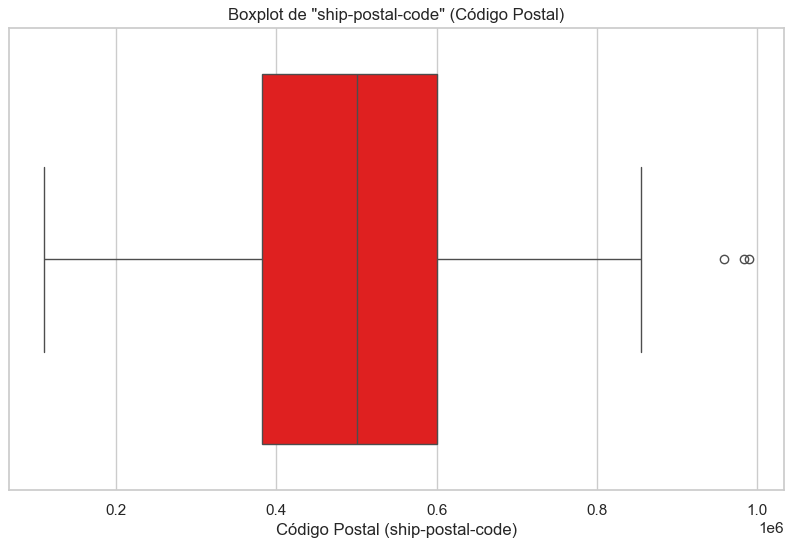 Boxplot de "ship-postal-code" (Código Postal)
0.2 0.4 0.6 0.8 1.0
1e6
Código Postal (ship-postal-code)